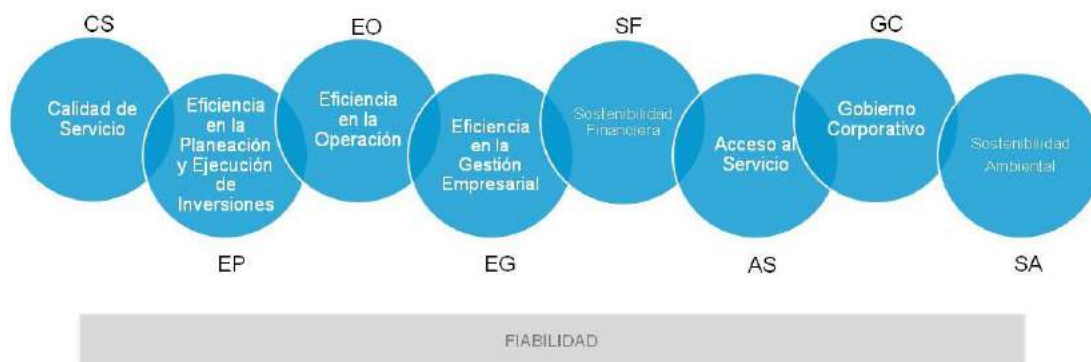 CS
EO
SF
GC
Calidad de
Servicio
Eficiencia
en la
Planeación
y Ejecución
de
Inversiones
Eficiencia
en la
Operación
Eficiencia
en la
Gestión
Empresarial
Sostenibilidad
Financiera
Acceso al
Servicio
Gobierno
Corporativo
Sostenibilidad
Ambiental
EP
EG
AS
SA
FIABILIDAD